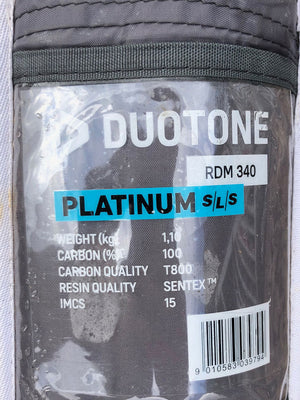 DUOTONE
RDM 340
PLATINUM S/L/S
WEIGHT (kg) 1,10
CARBON (%) 100
CARBON QUALITY T800
RESIN QUALITY SENTEX™
IMCS 15
9 010583 039794